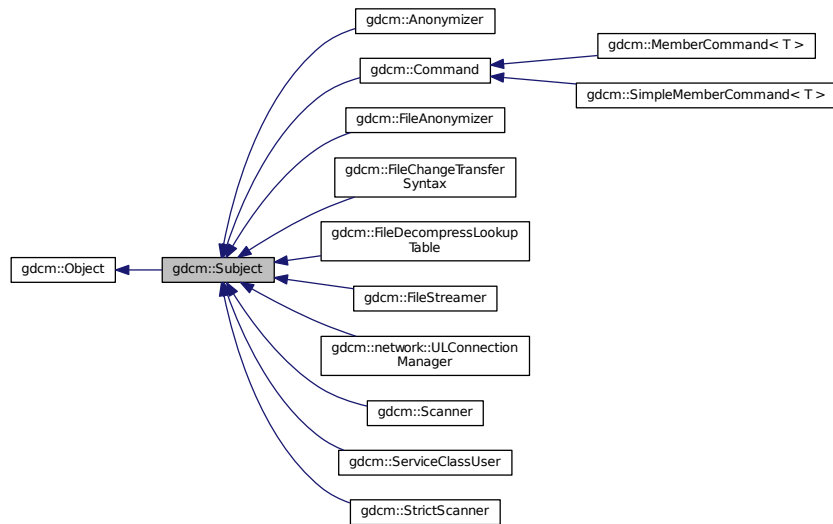 gdcm::Anonymizer
gdcm::MemberCommand< T >
gdcm::Command
gdcm::SimpleMemberCommand< T >
gdcm::FileAnonymizer
gdcm::FileChangeTransfer
Syntax
gdcm::FileDecompressLookup
Table
gdcm::Object
gdcm::Subject
gdcm::FileStreamer
gdcm::network::ULConnection
Manager
gdcm::Scanner
gdcm::ServiceClassUser
gdcm::StrictScanner